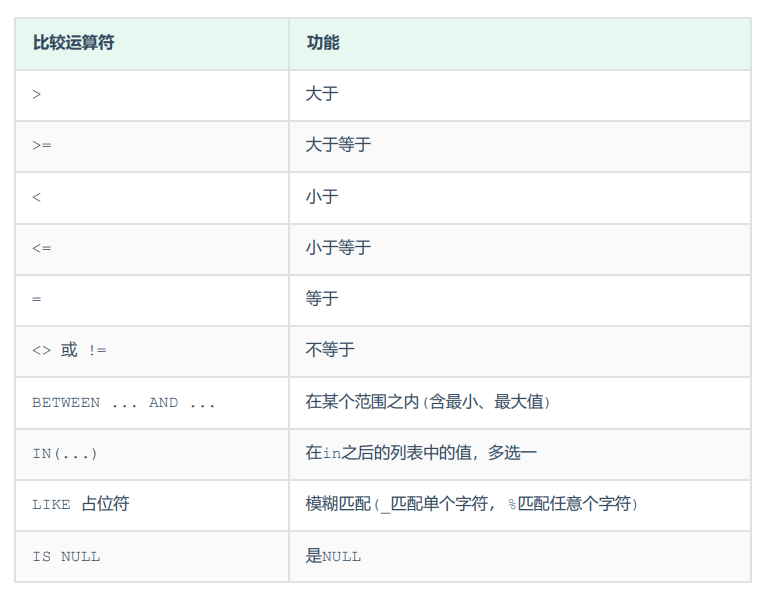 比较运算符 功能
> 大于
>= 大于等于
< 小于
<= 小于等于
= 等于
<> 或 != 不等于
BETWEEN ... AND ... 在某个范围之内(含最小、最大值)
IN(...) 在in之后的列表中的值，多选一
LIKE 占位符 模糊匹配(_匹配单个字符, %匹配任意个字符)
IS NULL 是NULL